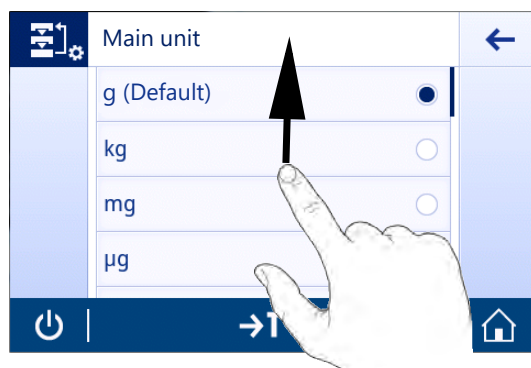 Main unit
g (Default)
kg
mg
µg
→T